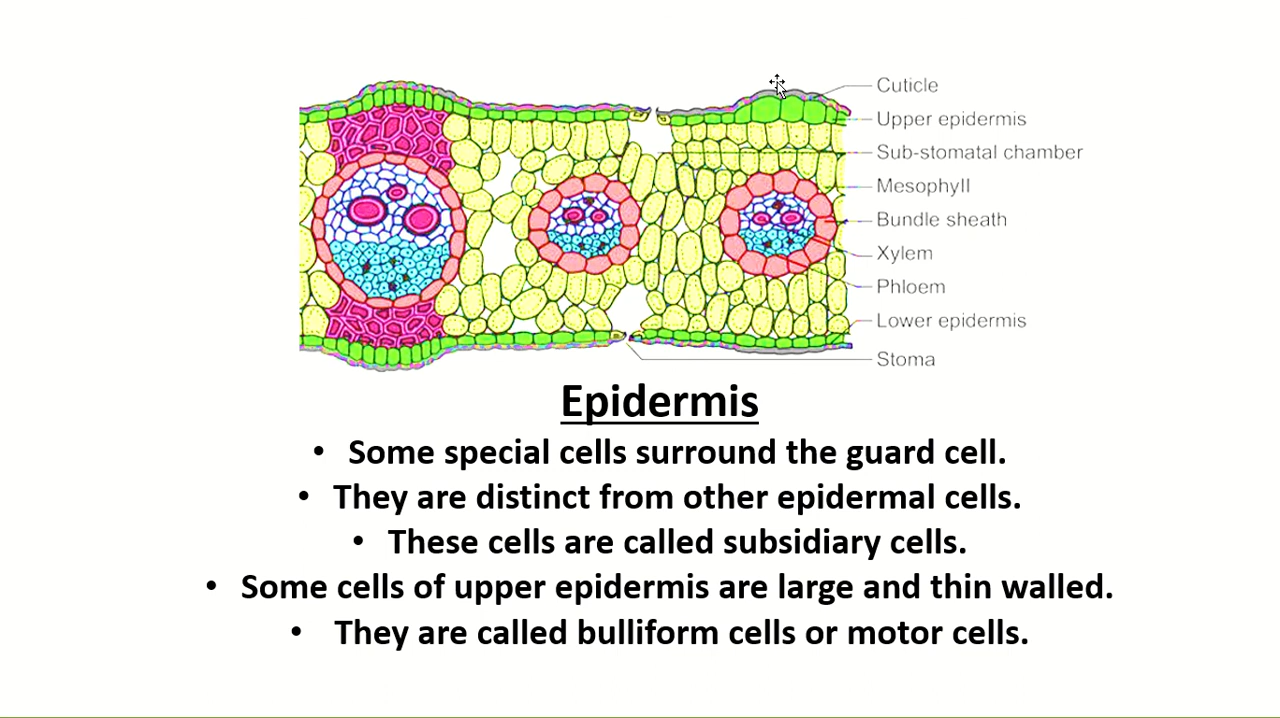 Cuticle
Upper epidermis
Sub-stomatal chamber
Mesophyll
Bundle sheath
Xylem
Phloem
Lower epidermis
Stoma
Epidermis
• Some special cells surround the guard cell.
• They are distinct from other epidermal cells.
• These cells are called subsidiary cells.
• Some cells of upper epidermis are large and thin walled.
• They are called bulliform cells or motor cells.